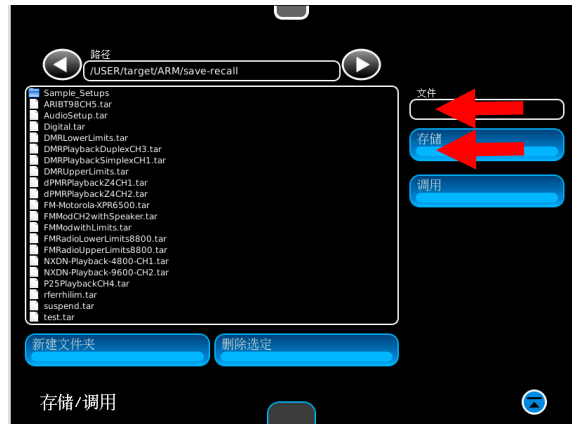 路径
/USER/target/ARM/save-recall
Sample_Setups
ARIBT98CH5.tar
AudioSetup.tar
Digital.tar
DMRLowerLimits.tar
DMRPlaybackDuplexCH3.tar
DMRPlaybackSimplexCH1.tar
DMRUpperLimits.tar
dPMRPlaybackZ4CH1.tar
dPMRPlaybackZ4CH2.tar
FM-Motorola-XPR6500.tar
FMModCH2withSpeaker.tar
FMModwithLimits.tar
FMRadioLowerLimits8800.tar
FMRadioUpperLimits8800.tar
NXDN-Playback-4800-CH1.tar
NXDN-Playback-9600-CH2.tar
P25PlaybackCH4.tar
rferrhilim.tar
suspend.tar
test.tar
文件
存储
调用
新建文件夹
删除选定
存储/调用